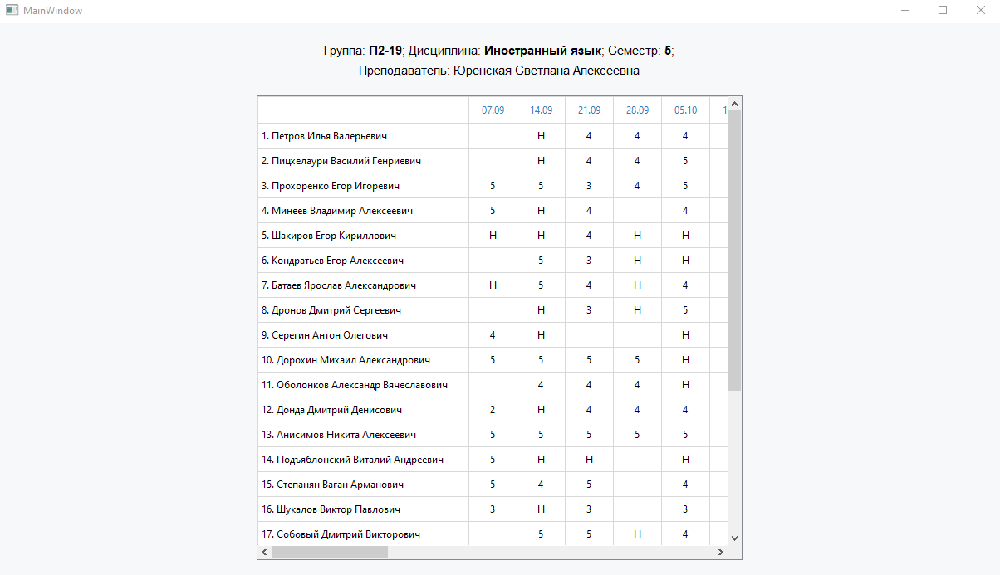 MainWindow
Группа: П2-19; Дисциплина: Иностранный язык; Семестр: 5;
Преподаватель: Юренская Светлана Алексеевна
07.09 14.09 21.09 28.09 05.10 1
1. Петров Илья Валерьевич Н 4 4 4
2. Пицхелаури Василий Генриевич Н 4 4 5
3. Прохоренко Егор Игоревич 5 5 3 4 5
4. Минеев Владимир Алексеевич 5 Н 4 4
5. Шакиров Егор Кириллович Н Н 4 Н Н
6. Кондратьев Егор Алексеевич 5 3 Н Н
7. Батаев Ярослав Александрович Н 5 4 Н 4
8. Дронов Дмитрий Сергеевич Н 3 Н 5
9. Серегин Антон Олегович 4 Н Н
10. Дорохин Михаил Александрович 5 5 5 5 Н
11. Оболонков Александр Вячеславович 4 4 4 Н
12. Донда Дмитрий Денисович 2 Н 4 4 4
13. Анисимов Никита Алексеевич 5 5 5 5 5
14. Подъяблонский Виталий Андреевич 5 Н Н Н
15. Степанян Ваган Арманович 5 4 5 4
16. Шукалов Виктор Павлович 3 Н 3 3
17. Собовый Дмитрий Викторович 5 5 Н 4